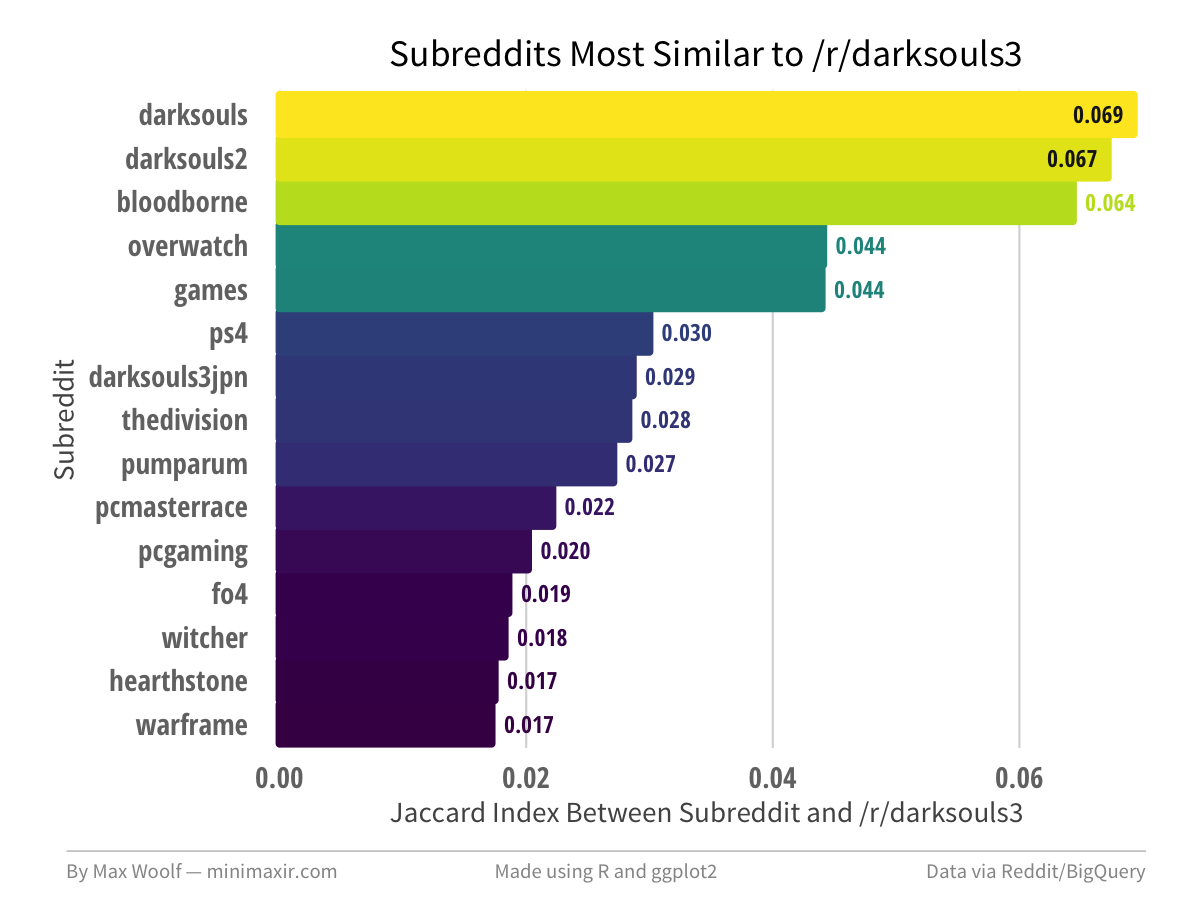 Subreddits Most Similar to /r/darksouls3
darksouls 0.069
darksouls2 0.067
bloodborne 0.064
overwatch 0.044
games 0.044
ps4 0.030
darksouls3jpn 0.029
thedivision 0.028
pumparum 0.027
pcmasterrace 0.022
pcgaming 0.020
fo4 0.019
witcher 0.018
hearthstone 0.017
warframe 0.017
Subreddit
0.00 0.02 0.04 0.06
Jaccard Index Between Subreddit and /r/darksouls3
By Max Woolf — minimaxir.com Made using R and ggplot2 Data via Reddit/BigQuery